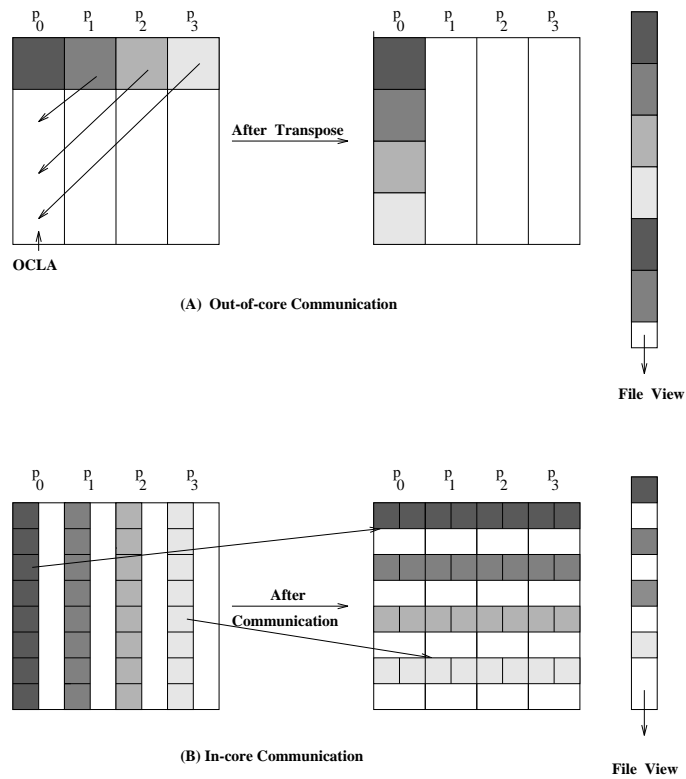 P0 P1 P2 P3
P0 P1 P2 P3
After Transpose
OCLA
(A) Out-of-core Communication
File View
P0 P1 P2 P3
P0 P1 P2 P3
After
Communication
(B) In-core Communication
File View